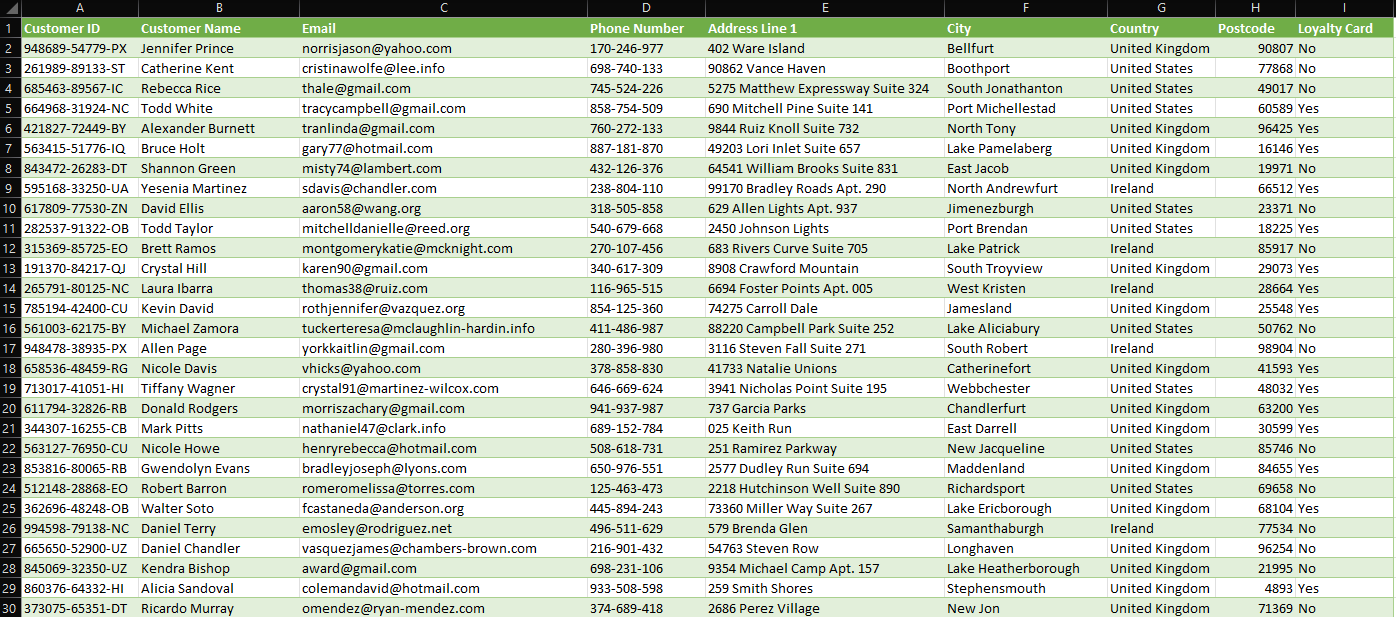 A B C D E F G H I
1 Customer ID Customer Name Email Phone Number Address Line 1 City Country Postcode Loyalty Card
2 948689-54779-PX Jennifer Prince norrisjason@yahoo.com 170-246-977 402 Ware Island Bellfurt United Kingdom 90807 No
3 261989-89133-ST Catherine Kent cristinawolfe@lee.info 698-740-133 90862 Vance Haven Boothport United States 77868 No
4 685463-89567-IC Rebecca Rice thale@gmail.com 745-524-226 5275 Matthew Expressway Suite 324 South Jonathanton United States 49017 No
5 664968-31924-NC Todd White tracycampbell@gmail.com 858-754-509 690 Mitchell Pine Suite 141 Port Michellestad United States 60589 Yes
6 421827-72449-BY Alexander Burnett tranlinda@gmail.com 760-272-133 9844 Ruiz Knoll Suite 732 North Tony United Kingdom 96425 Yes
7 563415-51776-IQ Bruce Holt gary77@hotmail.com 887-181-870 49203 Lori Inlet Suite 657 Lake Pamelaberg United Kingdom 16146 Yes
8 843472-26283-DT Shannon Green misty74@lambert.com 432-126-376 64541 William Brooks Suite 831 East Jacob United Kingdom 19971 No
9 595168-33250-UA Yesenia Martinez sdavis@chandler.com 238-804-110 99170 Bradley Roads Apt. 290 North Andrewfurt Ireland 66512 Yes
10 617809-77530-ZN David Ellis aaron58@wang.org 318-505-858 629 Allen Lights Apt. 937 Jimenezburgh United States 23371 No
11 282537-91322-OB Todd Taylor mitchelldanielle@reed.org 540-679-668 2450 Johnson Lights Port Brendan United States 18225 Yes
12 315369-85725-EO Brett Ramos montgomerykatie@mcknight.com 270-107-456 683 Rivers Curve Suite 705 Lake Patrick Ireland 85917 No
13 191370-84217-QJ Crystal Hill karen90@gmail.com 340-617-309 8908 Crawford Mountain South Troyview United Kingdom 29073 Yes
14 265791-80125-NC Laura Ibarra thomas38@ruiz.com 116-965-515 6694 Foster Points Apt. 005 West Kristen Ireland 28664 Yes
15 785194-42400-CU Kevin David rothjennifer@vazquez.org 854-125-360 74275 Carroll Dale Jamesland United Kingdom 25548 Yes
16 561003-62175-BY Michael Zamora tuckerteresa@mclaughlin-hardin.info 411-486-987 88220 Campbell Park Suite 252 Lake Aliciabury United States 50762 No
17 948478-38935-PX Allen Page yorkkaitlin@gmail.com 280-396-980 3116 Steven Fall Suite 271 South Robert Ireland 98904 No
18 658536-48459-RG Nicole Davis vhicks@yahoo.com 378-858-830 41733 Natalie Unions Catherinefort United Kingdom 41593 Yes
19 713017-41051-HI Tiffany Wagner crystal91@martinez-wilcox.com 646-669-624 3941 Nicholas Point Suite 195 Webbchester United States 48032 Yes
20 611794-32826-RB Donald Rodgers morriszachary@gmail.com 941-937-987 737 Garcia Parks Chandlerfurt United Kingdom 63200 Yes
21 344307-16255-CB Mark Pitts nathaniel47@clark.info 689-152-784 025 Keith Run East Darrell United Kingdom 30599 Yes
22 563127-76950-CU Nicole Howe henryrebecca@hotmail.com 508-618-731 251 Ramirez Parkway New Jacqueline United States 85746 No
23 853816-80065-RB Gwendolyn Evans bradleyjoseph@lyons.com 650-976-551 2577 Dudley Run Suite 694 Maddenland United Kingdom 84655 Yes
24 512148-28868-EO Robert Barron romeromelissa@torres.com 125-463-473 2218 Hutchinson Well Suite 890 Richardsport United States 69658 No
25 362696-48248-OB Walter Soto fcastaneda@anderson.org 445-894-243 73360 Miller Way Suite 267 Lake Ericborough United Kingdom 68104 Yes
26 994598-79138-NC Daniel Terry emosley@rodriguez.net 496-511-629 579 Brenda Glen Samanthaburgh Ireland 77534 No
27 665650-52900-UZ Daniel Chandler vasquezjames@chambers-brown.com 216-901-432 54763 Steven Row Longhaven United Kingdom 96254 No
28 845069-32350-UZ Kendra Bishop award@gmail.com 698-231-106 9354 Michael Camp Apt. 157 Lake Heatherborough United Kingdom 21995 No
29 860376-64332-HI Alicia Sandoval colemandavid@hotmail.com 933-508-598 259 Smith Shores Stephensmouth United Kingdom 4893 Yes
30 373075-65351-DT Ricardo Murray omendez@ryan-mendez.com 374-689-418 2686 Perez Village New Jon United Kingdom 71369 No